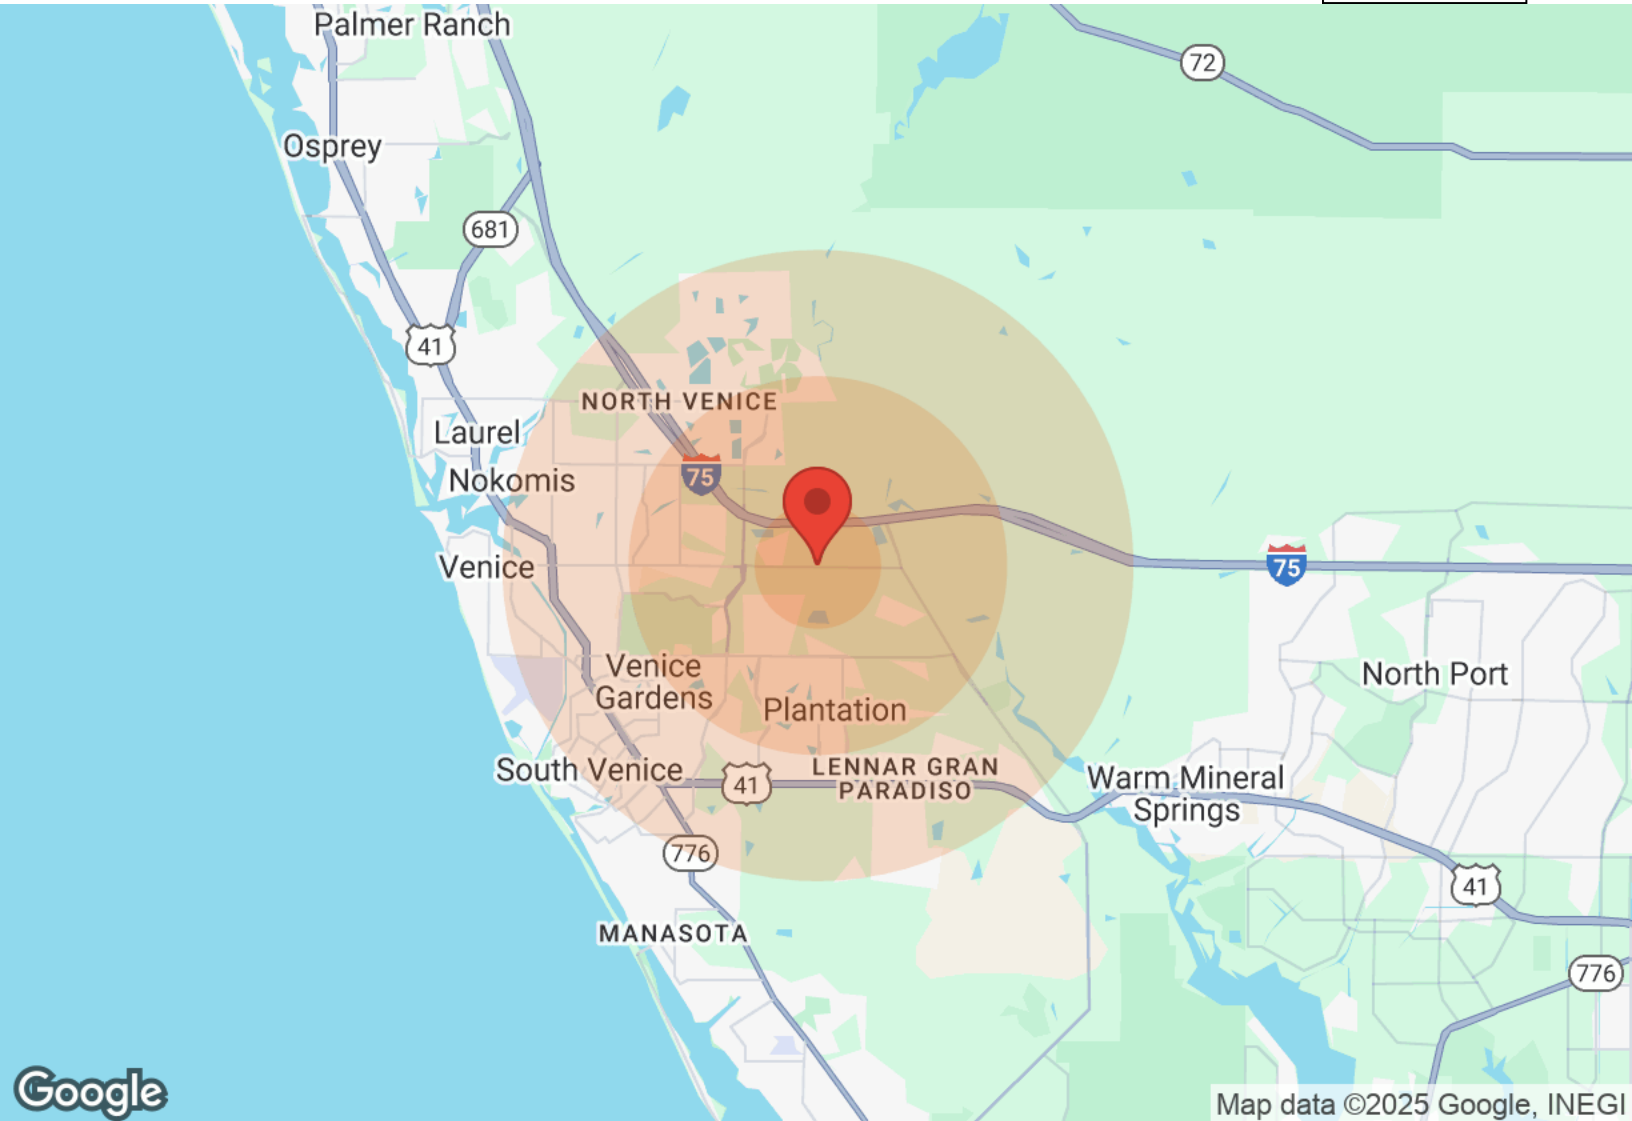 Palmer Ranch
72
Osprey
681
41
NORTH VENICE
Laurel
75
Nokomis
Venice
75
Venice
Gardens
North Port
Plantation
South Venice
41
LENNAR GRAN
PARADISO
Warm Mineral
Springs
776
41
MANASOTA
776
Google
Map data ©2025 Google, INEGI